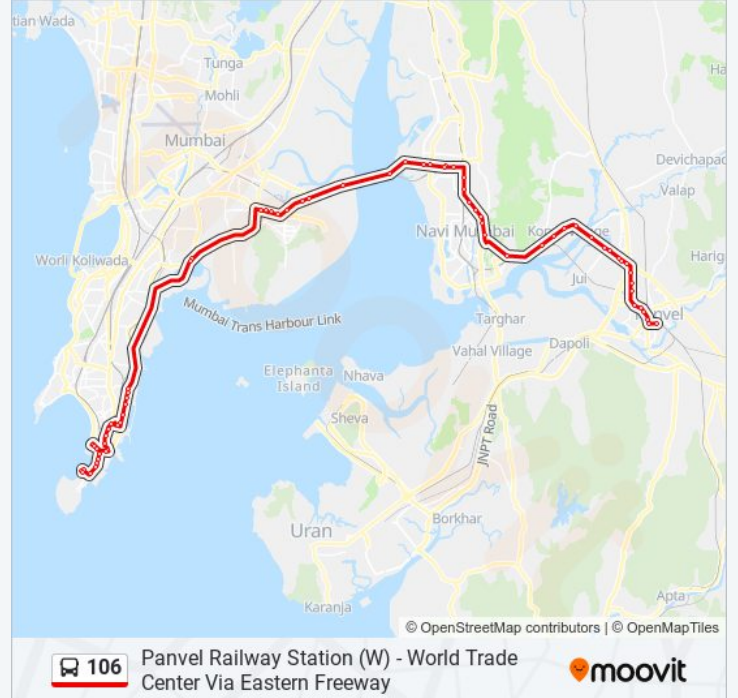 tian Wada
Tunga
Mohli
Mumbai
Ha
Devichapad
Valap
Worli Koliwada
Navi Mumbai
Harig
Jui
Mumbai Trans Harbour Link
Targhar
Panvel
Elephanta
Island
Nhava
Vahal Village
Dapoli
Sheva
JNPT Road
Uran
Borkhar
Karanja
Apta
© OpenStreetMap contributors | © OpenMapTiles
106
Panvel Railway Station (W) - World Trade
Center Via Eastern Freeway
moovit